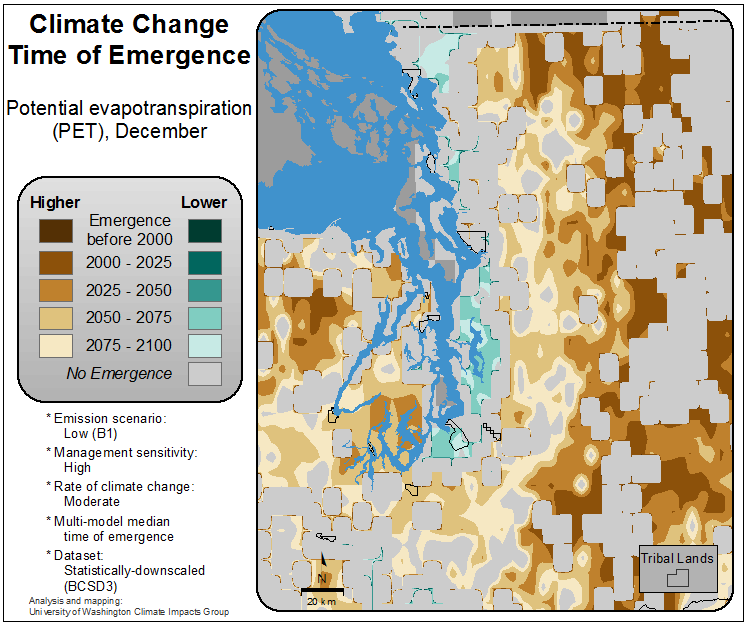 Climate Change
Time of Emergence
Potential evapotranspiration
(PET), December
Higher Lower
Emergence
before 2000
2000 - 2025
2025 - 2050
2050 - 2075
2075 - 2100
No Emergence
* Emission scenario:
Low (B1)
* Management sensitivity:
High
* Rate of climate change:
Moderate
* Multi-model median
time of emergence
* Dataset:
Statistically-downscaled
(BCSD3)
Analysis and mapping:
University of Washington Climate Impacts Group
N
20 km
Tribal Lands